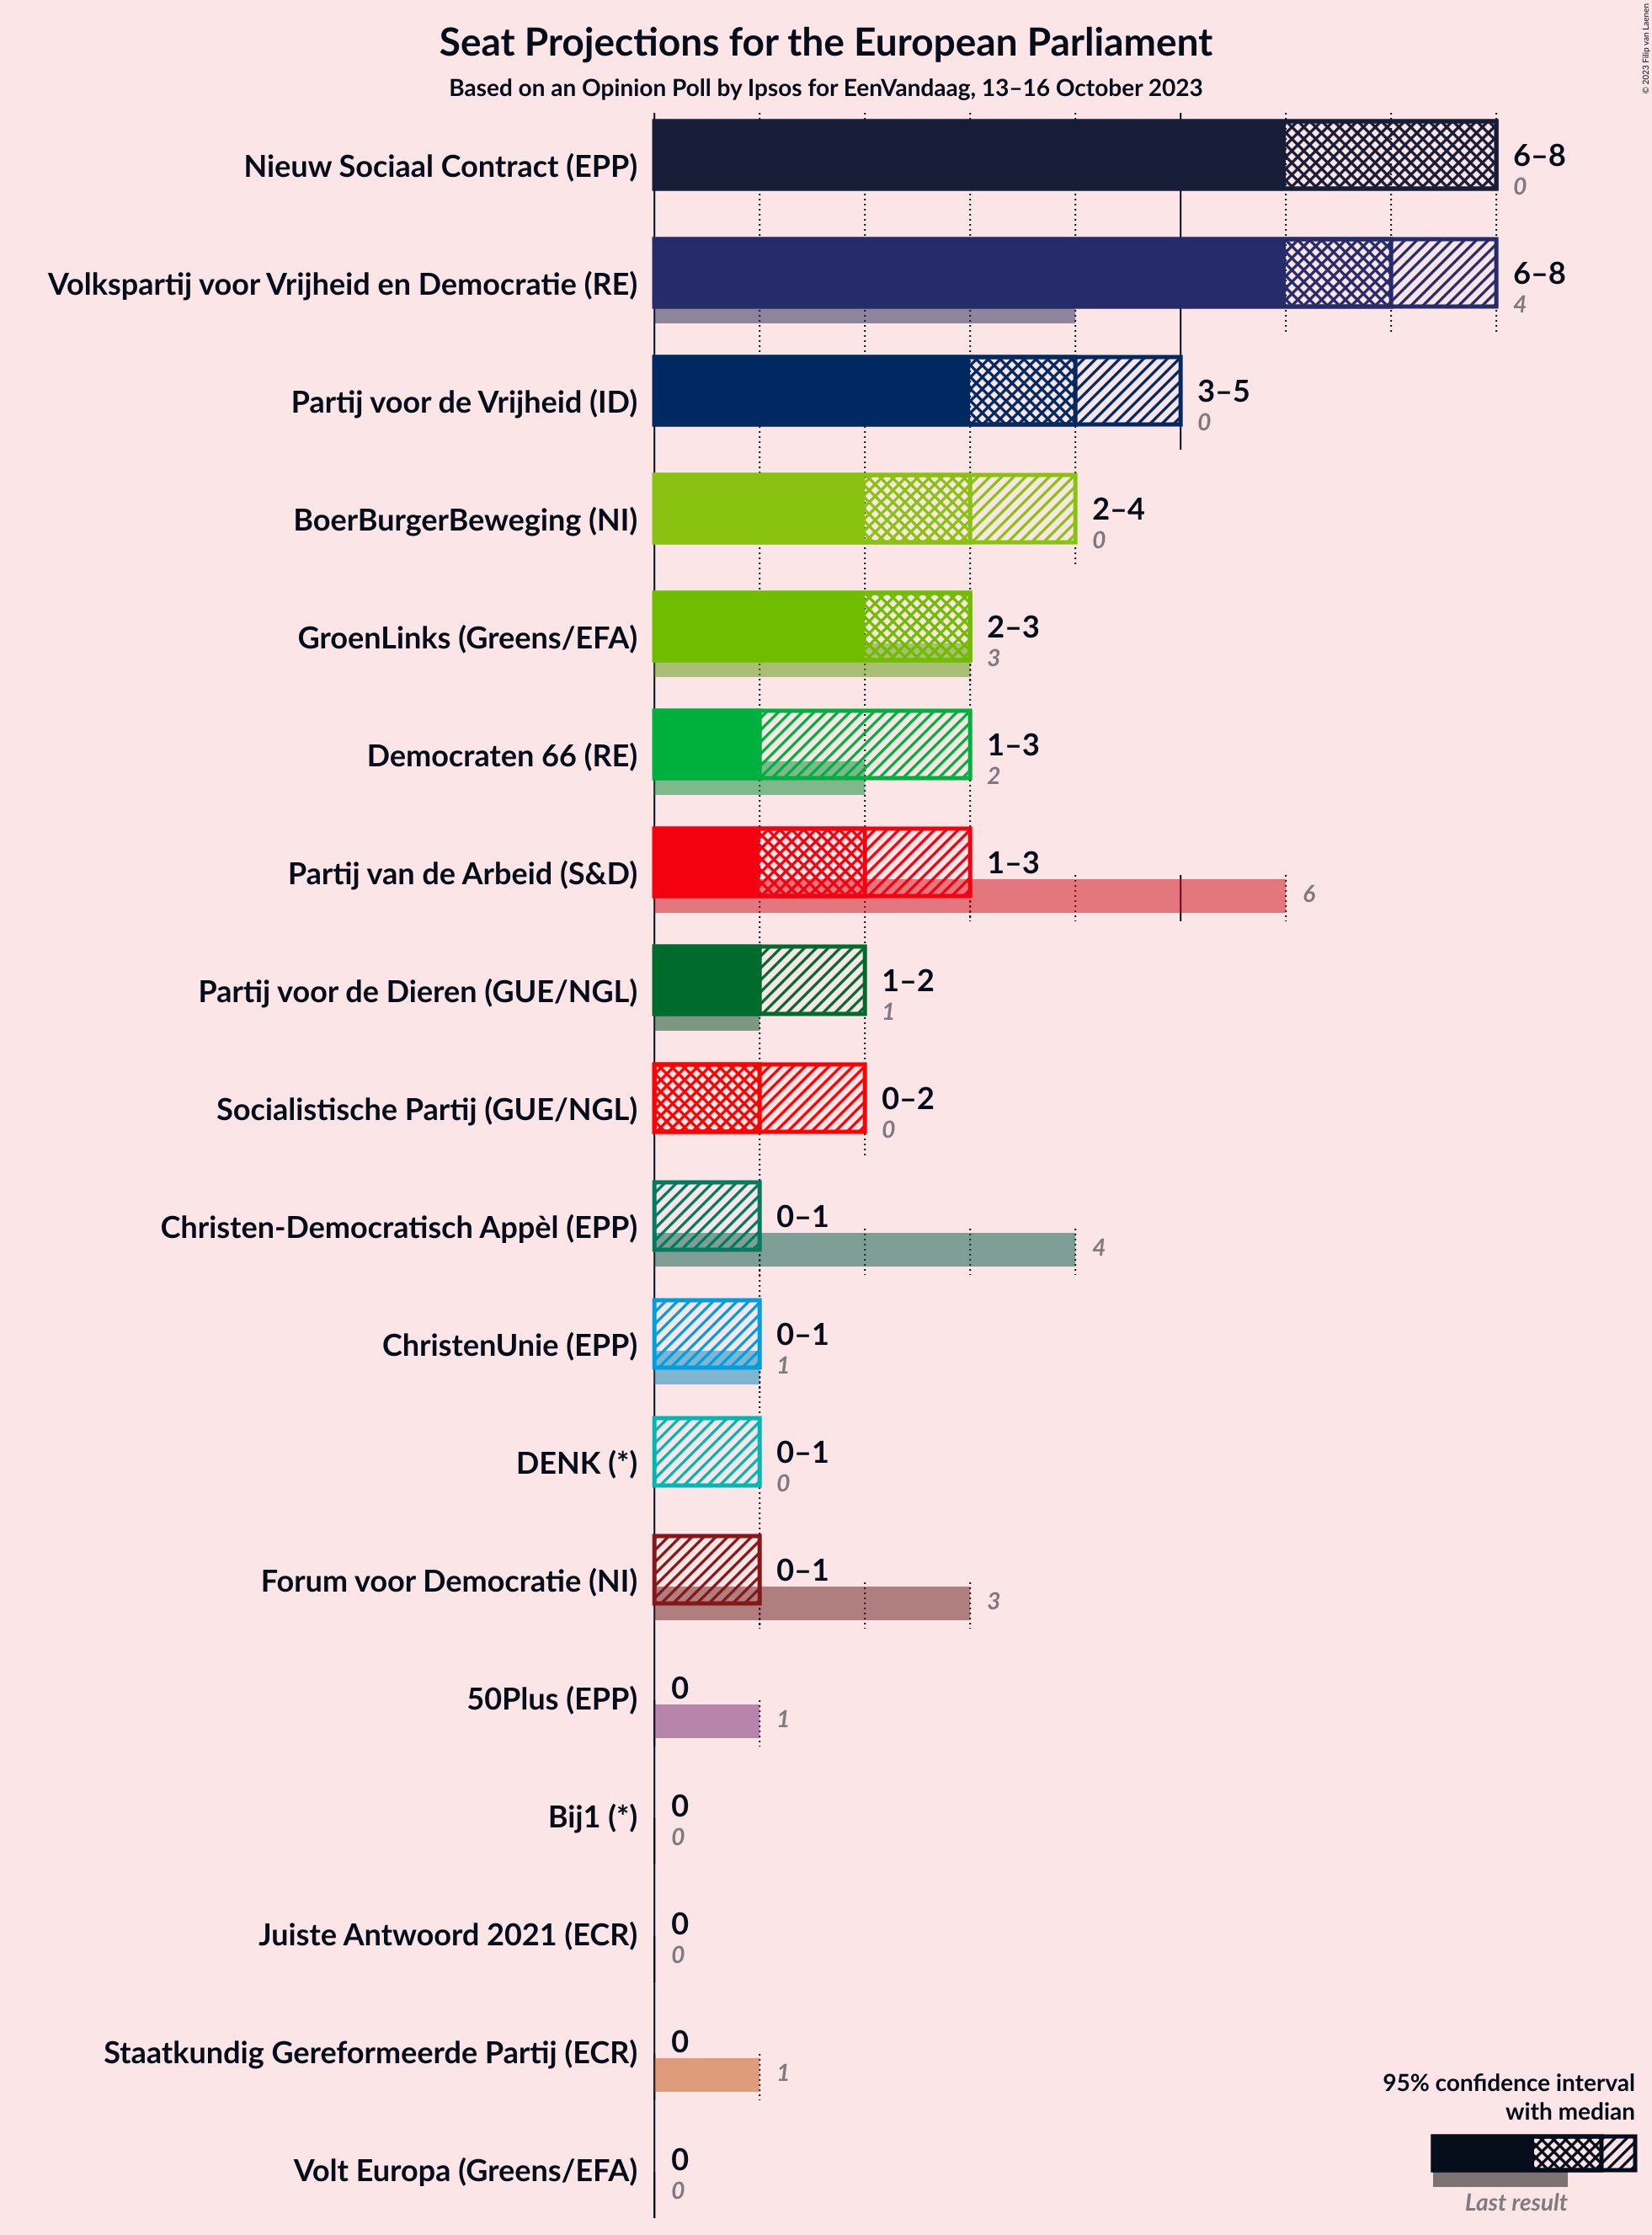 Seat Projections for the European Parliament
Based on an Opinion Poll by Ipsos for EenVandaag, 13–16 October 2023
© 2023 Filip van Laenen
Nieuw Sociaal Contract (EPP)
6–8
0
Volkspartij voor Vrijheid en Democratie (RE)
6–8
4
Partij voor de Vrijheid (ID)
3–5
0
BoerBurgerBeweging (NI)
2–4
0
GroenLinks (Greens/EFA)
2–3
3
Democraten 66 (RE)
1–3
2
Partij van de Arbeid (S&D)
1–3
6
Partij voor de Dieren (GUE/NGL)
1–2
1
Socialistische Partij (GUE/NGL)
0–2
0
Christen-Democratisch Appèl (EPP)
0–1
4
ChristenUnie (EPP)
0–1
1
DENK (*)
0–1
0
Forum voor Democratie (NI)
0–1
3
50Plus (EPP)
0
1
Bij1 (*)
0
0
Juiste Antwoord 2021 (ECR)
0
0
Staatkundig Gereformeerde Partij (ECR)
0
1
Volt Europa (Greens/EFA)
0
0
95% confidence interval
with median
Last result